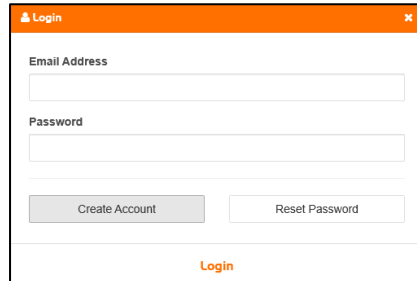 Login
Email Address
Password
Create Account Reset Password
Login